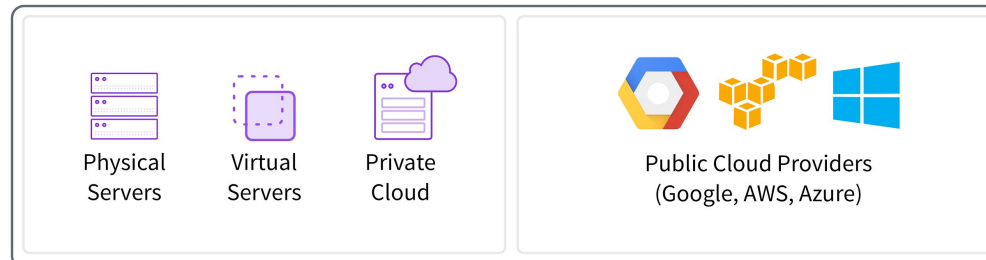 Physical
Servers
Virtual
Servers
Private
Cloud
Public Cloud Providers
(Google, AWS, Azure)